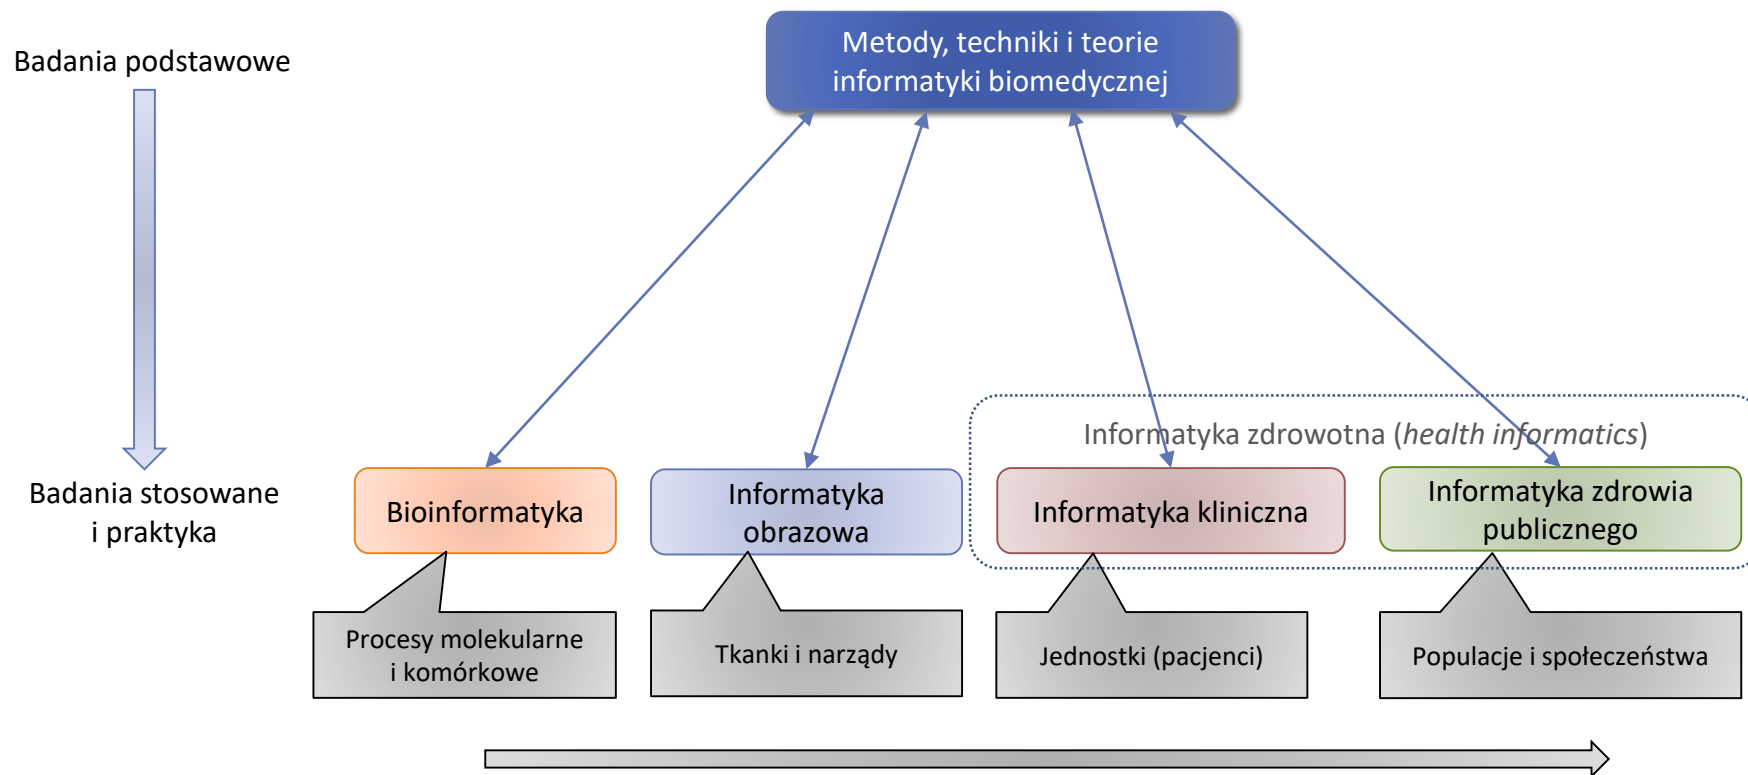 Badania podstawowe
Metody, techniki i teorie
informatyki biomedycznej
Informatyka zdrowotna (health informatics)
Badania stosowane
i praktyka
Bioinformatyka
Informatyka
obrazowa
Informatyka kliniczna
Informatyka zdrowia
publicznego
Procesy molekularne
i komórkowe
Tkanki i narządy
Jednostki (pacjenci)
Populacje i społeczeństwa